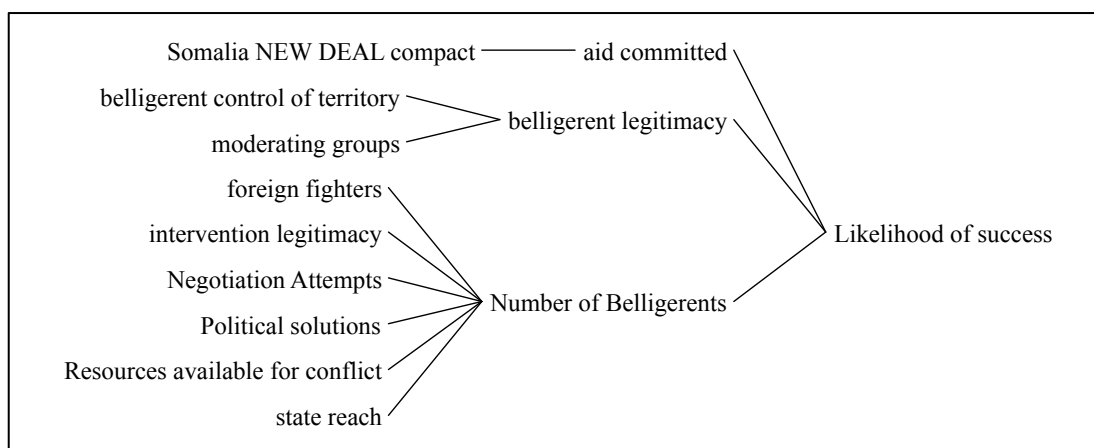 Somalia NEW DEAL compact
aid committed
belligerent control of territory
belligerent legitimacy
moderating groups
foreign fighters
intervention legitimacy
Likelihood of success
Negotiation Attempts
Number of Belligerents
Political solutions
Resources available for conflict
state reach